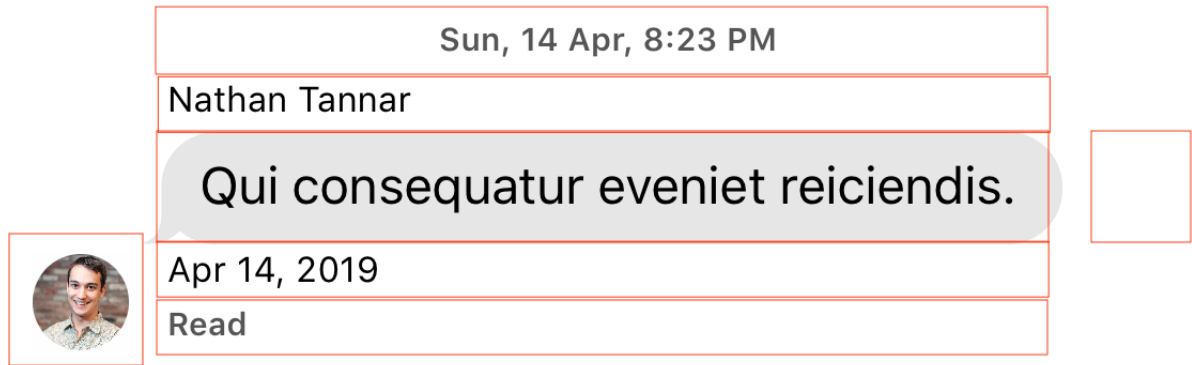 Sun, 14 Apr, 8:23 PM
Nathan Tannar
Qui consequatur eveniet reiciendis.
Apr 14, 2019
Read